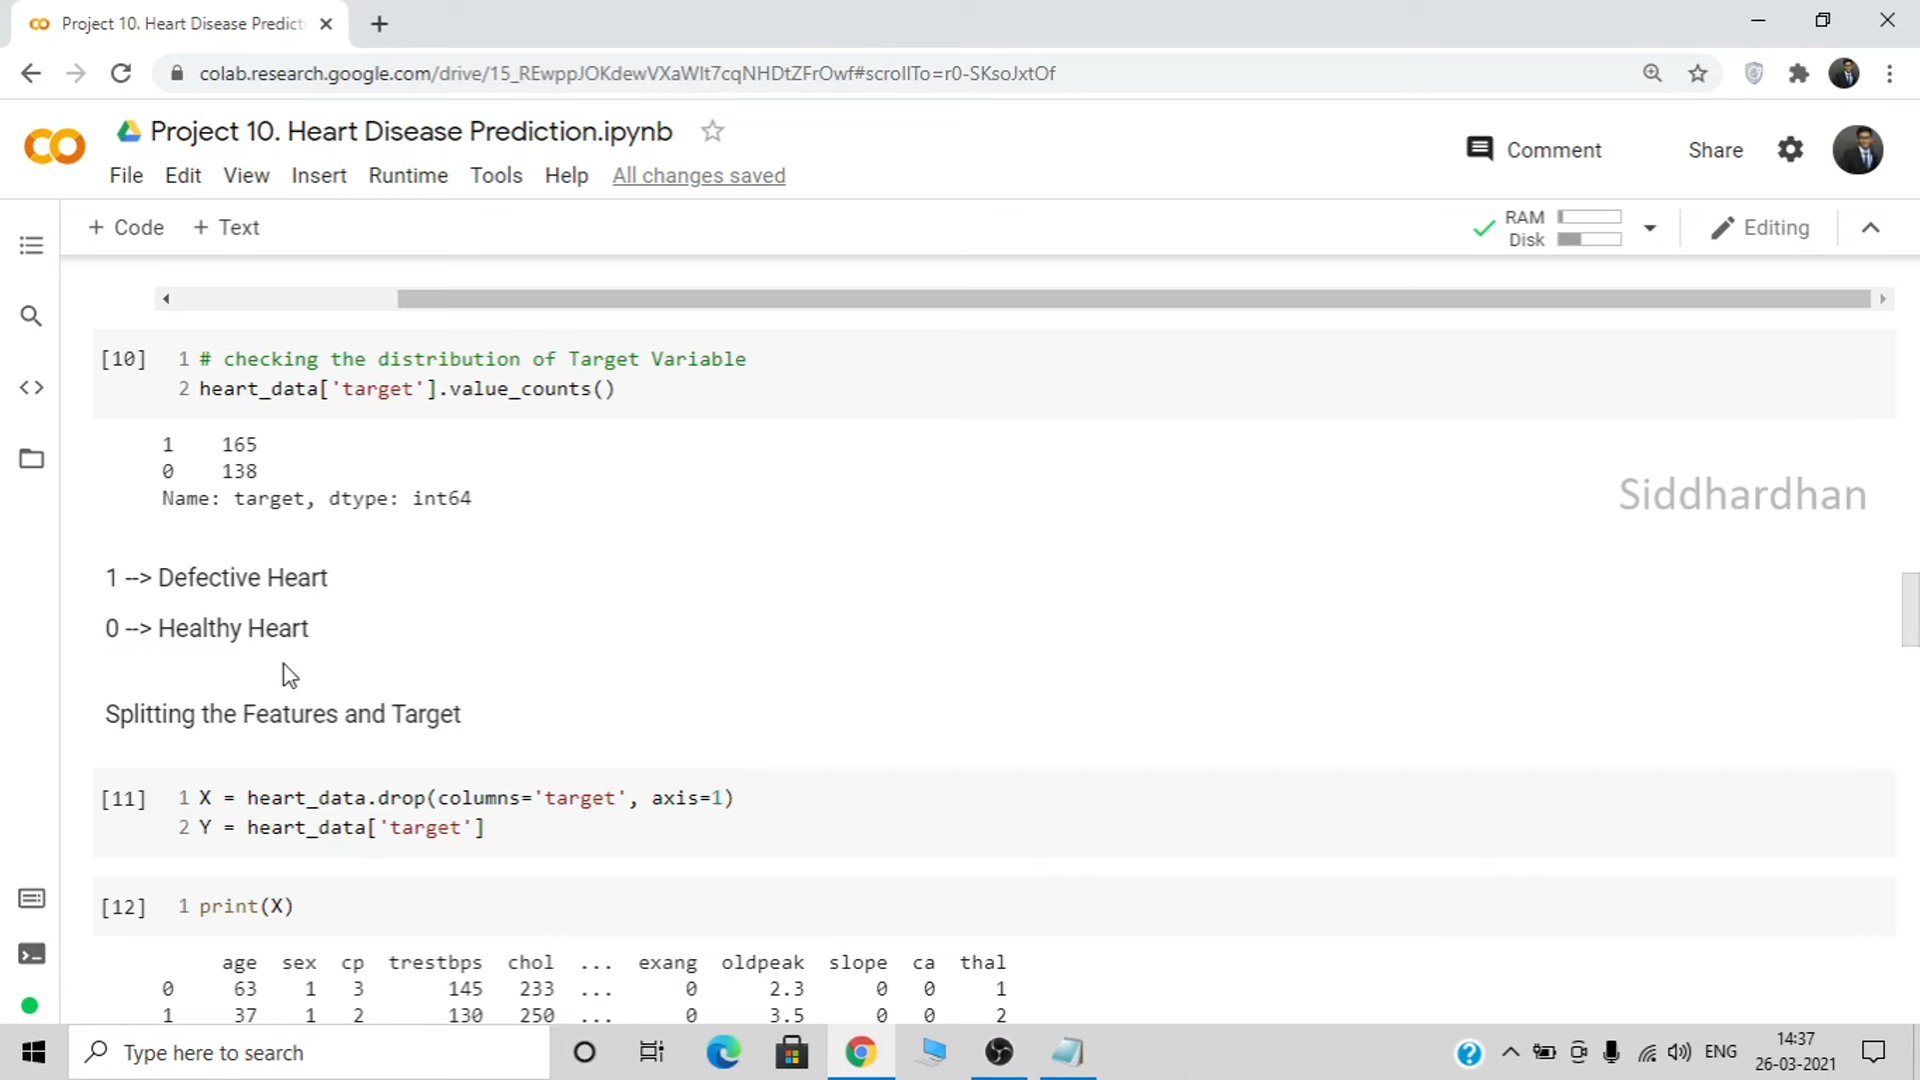 Project 10. Heart Disease Predicti
colab.research.google.com/drive/15_REwppJOKdewVXaWIt7cqNHDtZFrOwf#scrollTo=r0-SKsoJxtOf
Project 10. Heart Disease Prediction.ipynb
Comment
Share
File Edit View Insert Runtime Tools Help All changes saved
+ Code + Text
RAM
Disk
Editing
[10] 1 # checking the distribution of Target Variable
2 heart_data['target'].value_counts()
1 165
0 138
Name: target, dtype: int64
Siddhardhan
1 --> Defective Heart
0 --> Healthy Heart
Splitting the Features and Target
[11] 1 X = heart_data.drop(columns='target', axis=1)
2 Y = heart_data['target']
[12] 1 print(X)
age sex cp trestbps chol ... exang oldpeak slope ca thal
0 63 1 3 145 233 ... 0 2.3 0 0 1
1 37 1 2 130 250 ... 0 3.5 0 0 2
Type here to search
ENG
14:37
26-03-2021